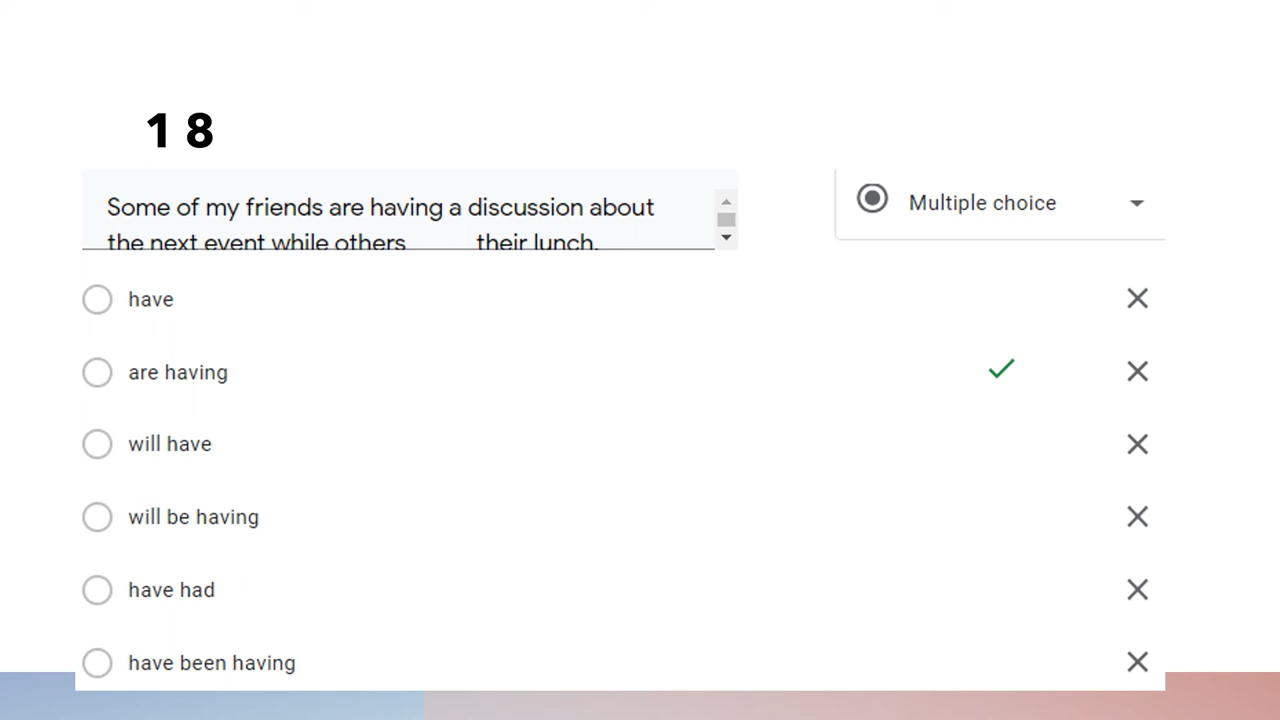 1 8
Some of my friends are having a discussion about
the next event while others their lunch.
Multiple choice
have
are having
will have
will be having
have had
have been having